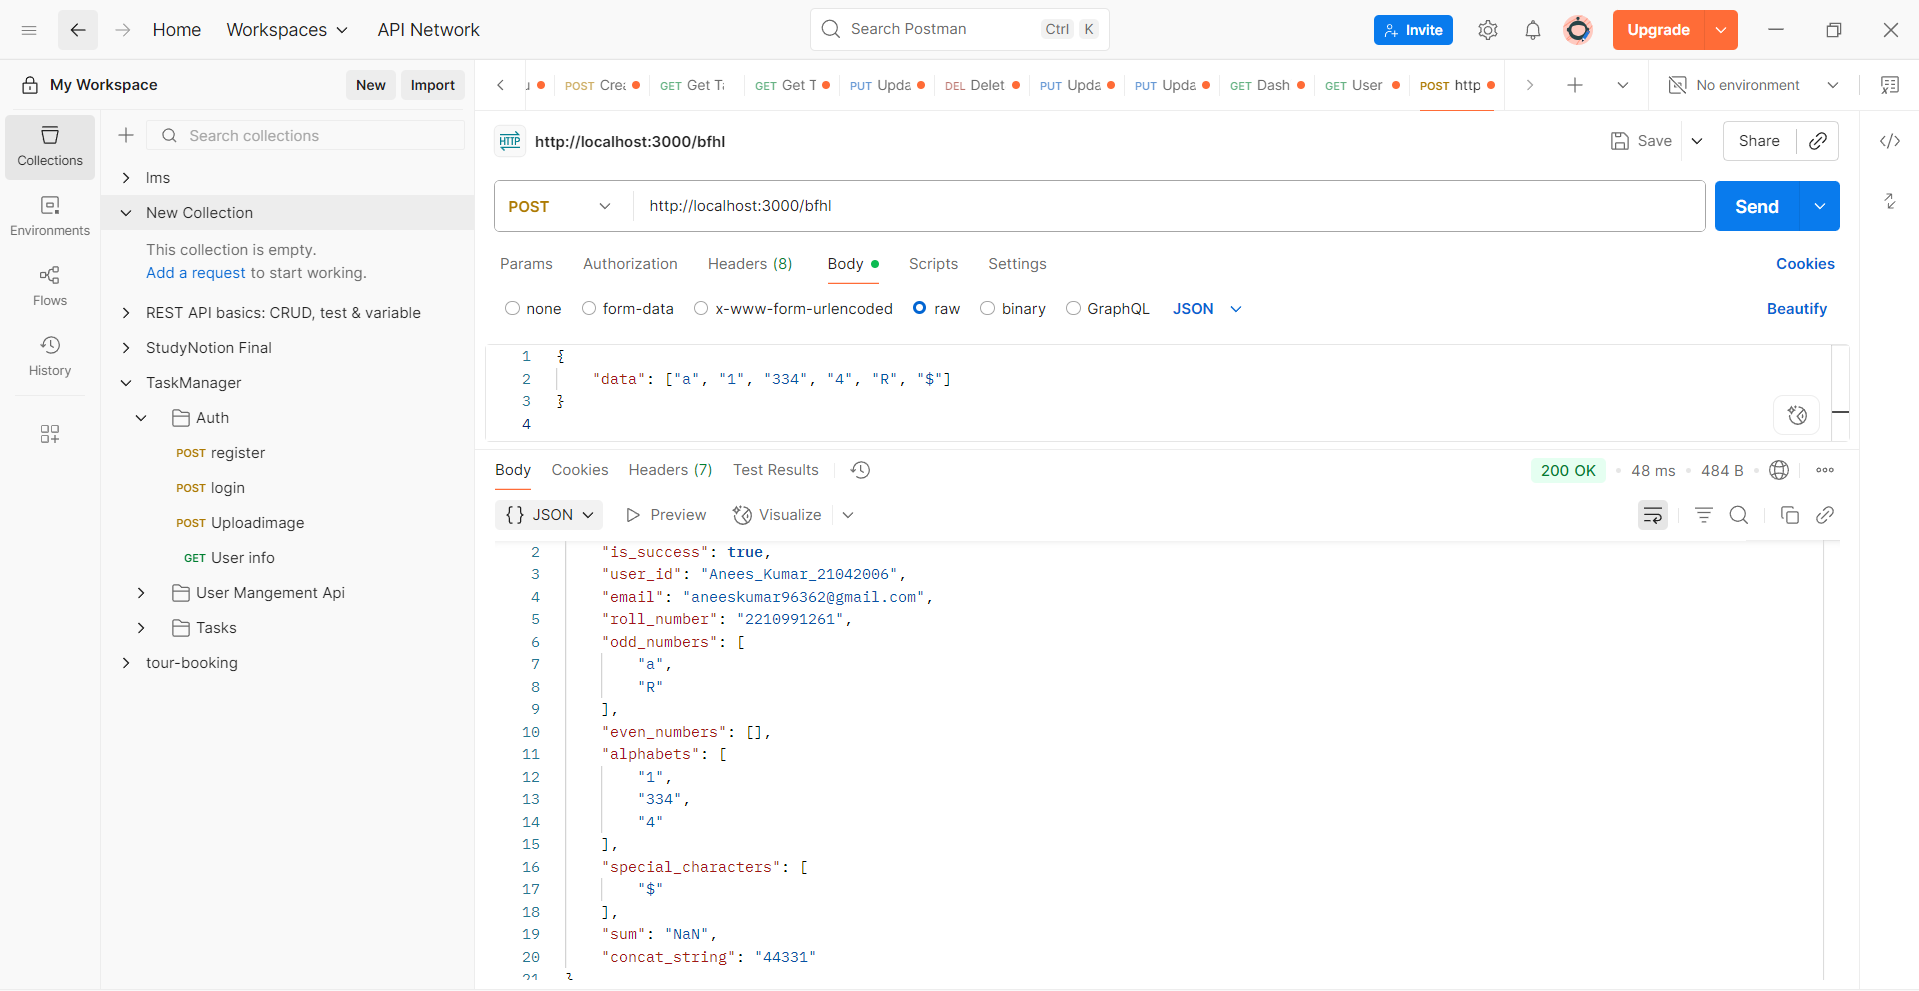 Home Workspaces API Network Search Postman Ctrl K Invite Upgrade
My Workspace New Import
POST Cre GET Get T GET Get T PUT Upda DEL Delet PUT Upda PUT Upda GET Dash GET User POST http No environment
Collections
Environments
Flows
History
Search collections
lms
New Collection
This collection is empty.
Add a request to start working.
REST API basics: CRUD, test & variable
StudyNotion Final
TaskManager
Auth
POST register
POST login
POST Uploadimage
GET User info
User Mangement Api
Tasks
tour-booking
HTTP http://localhost:3000/bfhl Save Share
POST http://localhost:3000/bfhl Send
Params Authorization Headers (8) Body Scripts Settings Cookies
none form-data x-www-form-urlencoded raw binary GraphQL JSON Beautify
1 {
2 "data": ["a", "1", "334", "4", "R", "$"]
3 }
4
Body Cookies Headers (7) Test Results 200 OK 48 ms 484 B
{} JSON Preview Visualize
2 "is_success": true,
3 "user_id": "Anees_Kumar_21042006",
4 "email": "aneeskumar96362@gmail.com",
5 "roll_number": "2210991261",
6 "odd_numbers": [
7 "a",
8 "R"
9 ],
10 "even_numbers": [],
11 "alphabets": [
12 "1",
13 "334",
14 "4"
15 ],
16 "special_characters": [
17 "$"
18 ],
19 "sum": "NaN",
20 "concat_string": "44331"
21 }